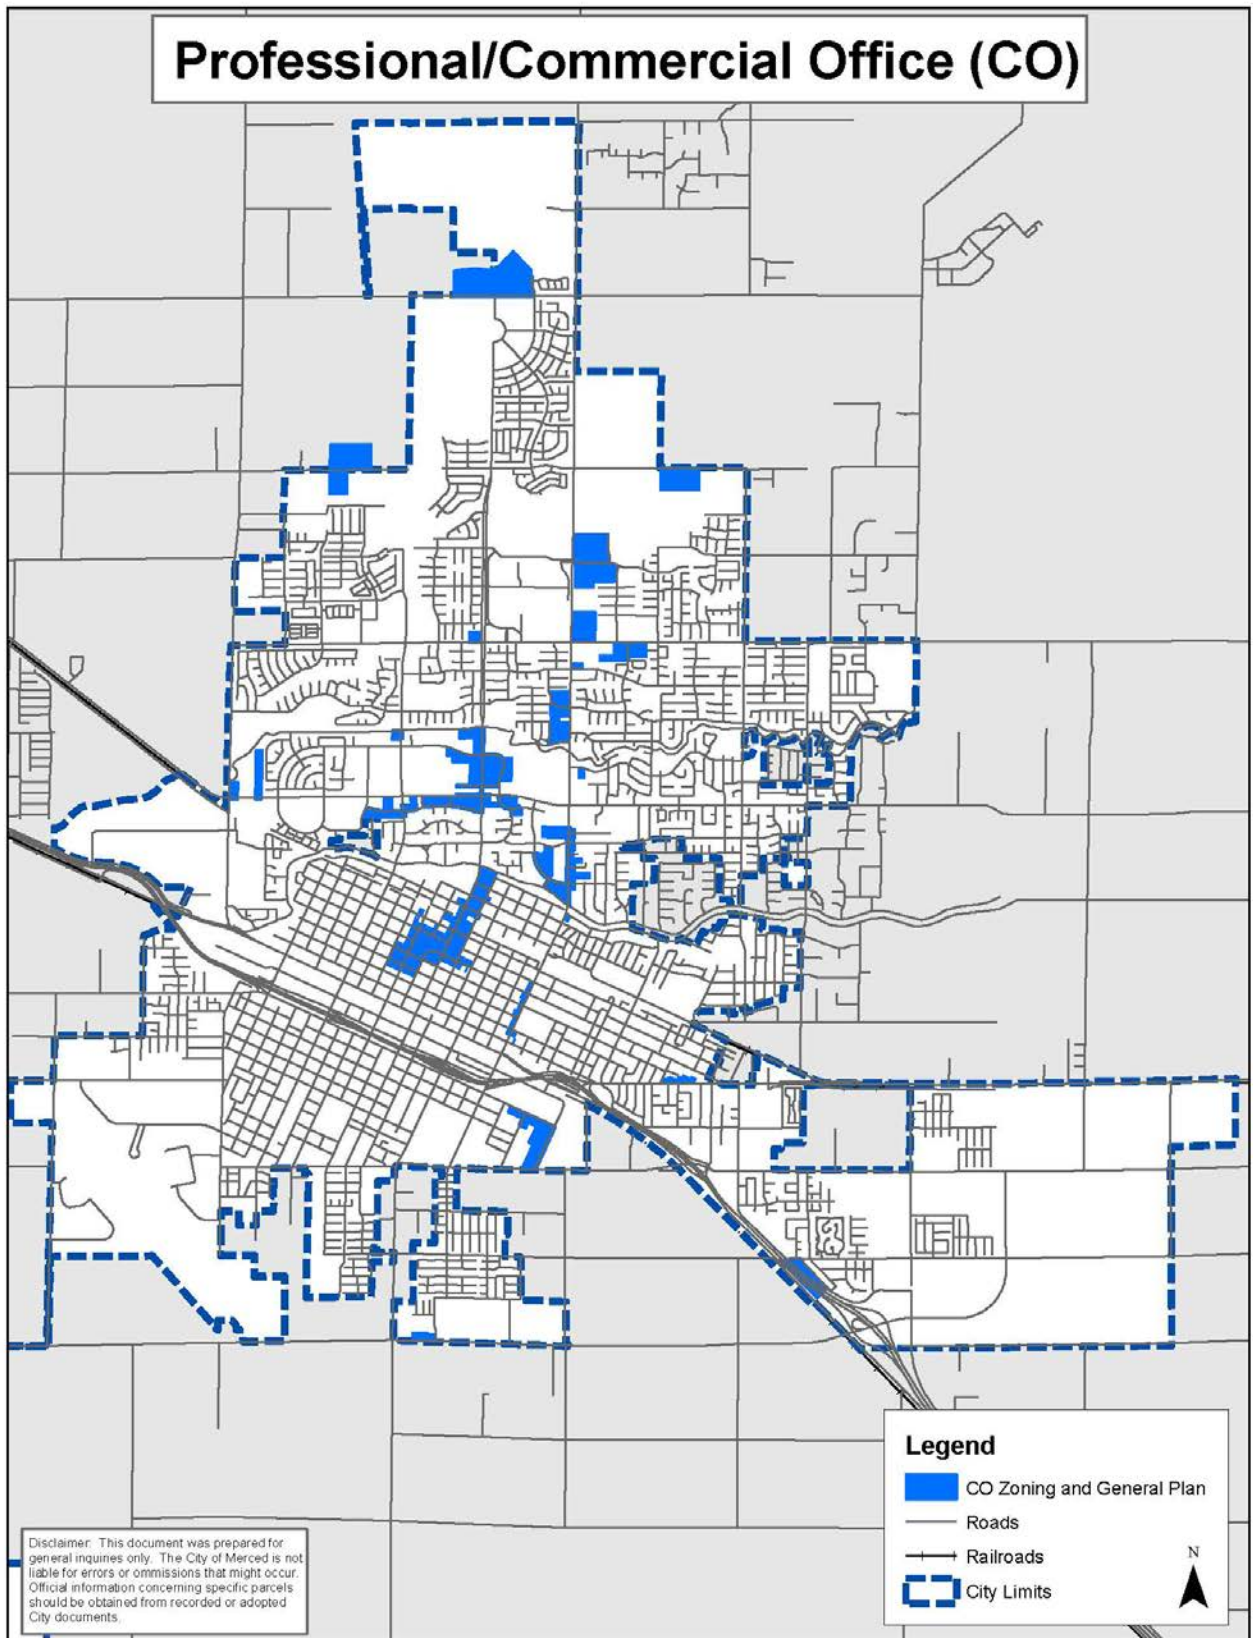 Professional/Commercial Office (CO)
Legend
CO Zoning and General Plan
Roads
Railroads
City Limits
N
Disclaimer: This document was prepared for
general inquiries only. The City of Merced is not
liable for errors or ommissions that might occur.
Official information concerning specific parcels
should be obtained from recorded or adopted
City documents.